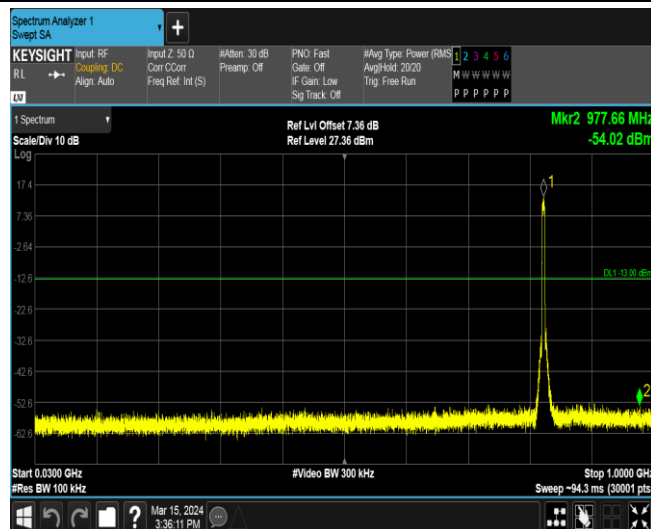 Spectrum Analyzer 1
Swept SA
+
KEYSIGHT
RL
LXI
Input: RF
Coupling: DC
Align: Auto
Input Z: 50 Ω
Corr CCorr
Freq Ref: Int (S)
#Atten: 30 dB
Preamp: Off
PNO: Fast
Gate: Off
IF Gain: Low
Sig Track: Off
#Avg Type: Power (RMS
Avg|Hold: 20/20
Trig: Free Run
1 2 3 4 5 6
M W W W W W
P P P P P P
1 Spectrum
Scale/Div 10 dB
Log
Ref Lvl Offset 7.36 dB
Ref Level 27.36 dBm
Mkr2 977.66 MHz
-54.02 dBm
1
17.4
7.36
-2.64
DL1 -13.00 dBm
-12.6
-22.6
-32.6
-42.6
2
-52.6
-62.6
Start 0.0300 GHz
#Res BW 100 kHz
#Video BW 300 kHz
Stop 1.0000 GHz
Sweep ~94.3 ms (30001 pts)
?
Mar 15, 2024
3:36:11 PM